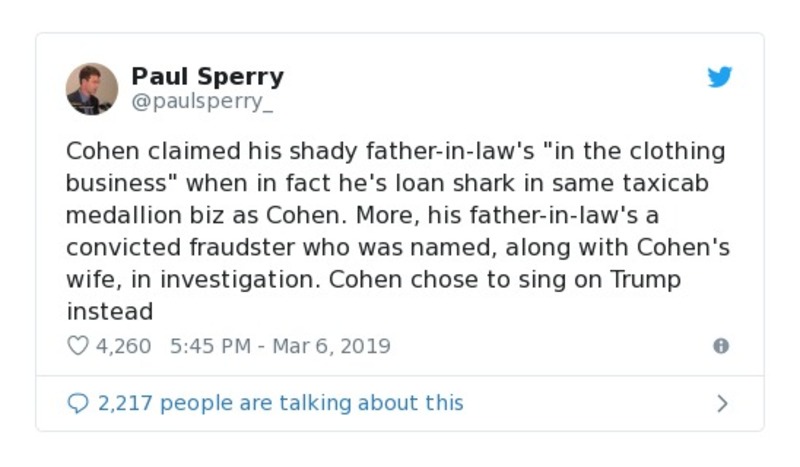 Paul Sperry
@paulsperry_
Cohen claimed his shady father-in-law's "in the clothing
business" when in fact he's loan shark in same taxicab
medallion biz as Cohen. More, his father-in-law's a
convicted fraudster who was named, along with Cohen's
wife, in investigation. Cohen chose to sing on Trump
instead
4,260 5:45 PM - Mar 6, 2019
2,217 people are talking about this